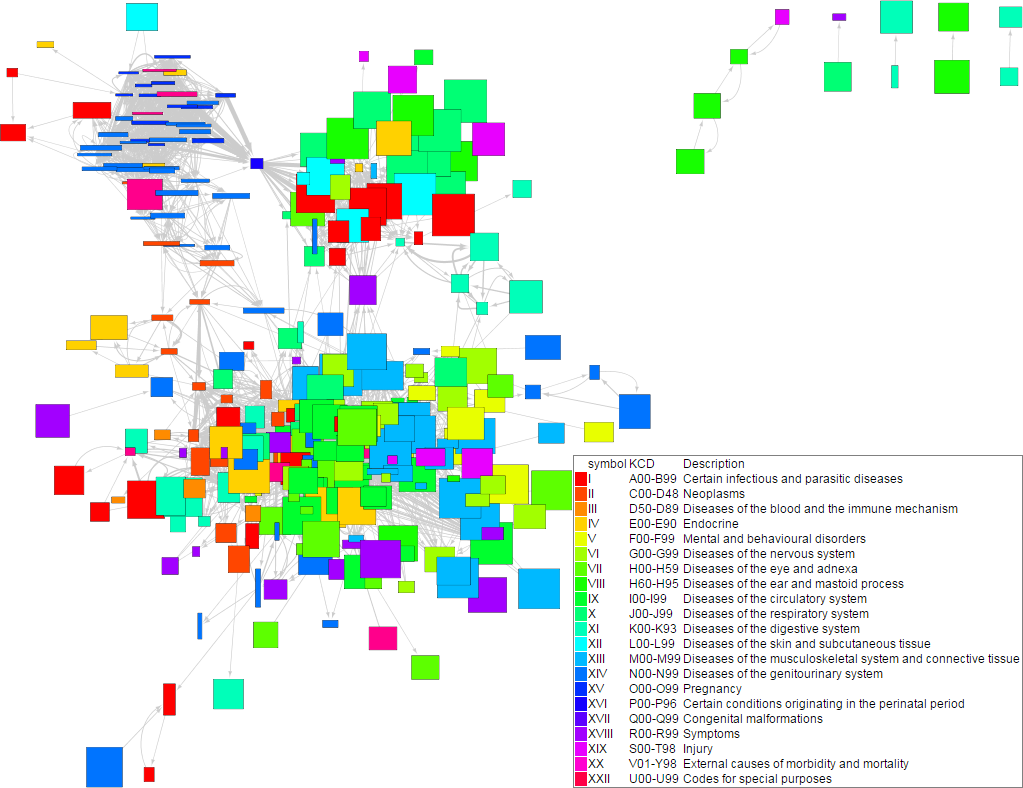 symbol KCD Description
I A00-B99 Certain infectious and parasitic diseases
II C00-D48 Neoplasms
III D50-D89 Diseases of the blood and the immune mechanism
IV E00-E90 Endocrine
V F00-F99 Mental and behavioural disorders
VI G00-G99 Diseases of the nervous system
VII H00-H59 Diseases of the eye and adnexa
VIII H60-H95 Diseases of the ear and mastoid process
IX I00-I99 Diseases of the circulatory system
X J00-J99 Diseases of the respiratory system
XI K00-K93 Diseases of the digestive system
XII L00-L99 Diseases of the skin and subcutaneous tissue
XIII M00-M99 Diseases of the musculoskeletal system and connective tissue
XIV N00-N99 Diseases of the genitourinary system
XV O00-O99 Pregnancy
XVI P00-P96 Certain conditions originating in the perinatal period
XVII Q00-Q99 Congenital malformations
XVIII R00-R99 Symptoms
XIX S00-T98 Injury
XX V01-Y98 External causes of morbidity and mortality
XXII U00-U99 Codes for special purposes